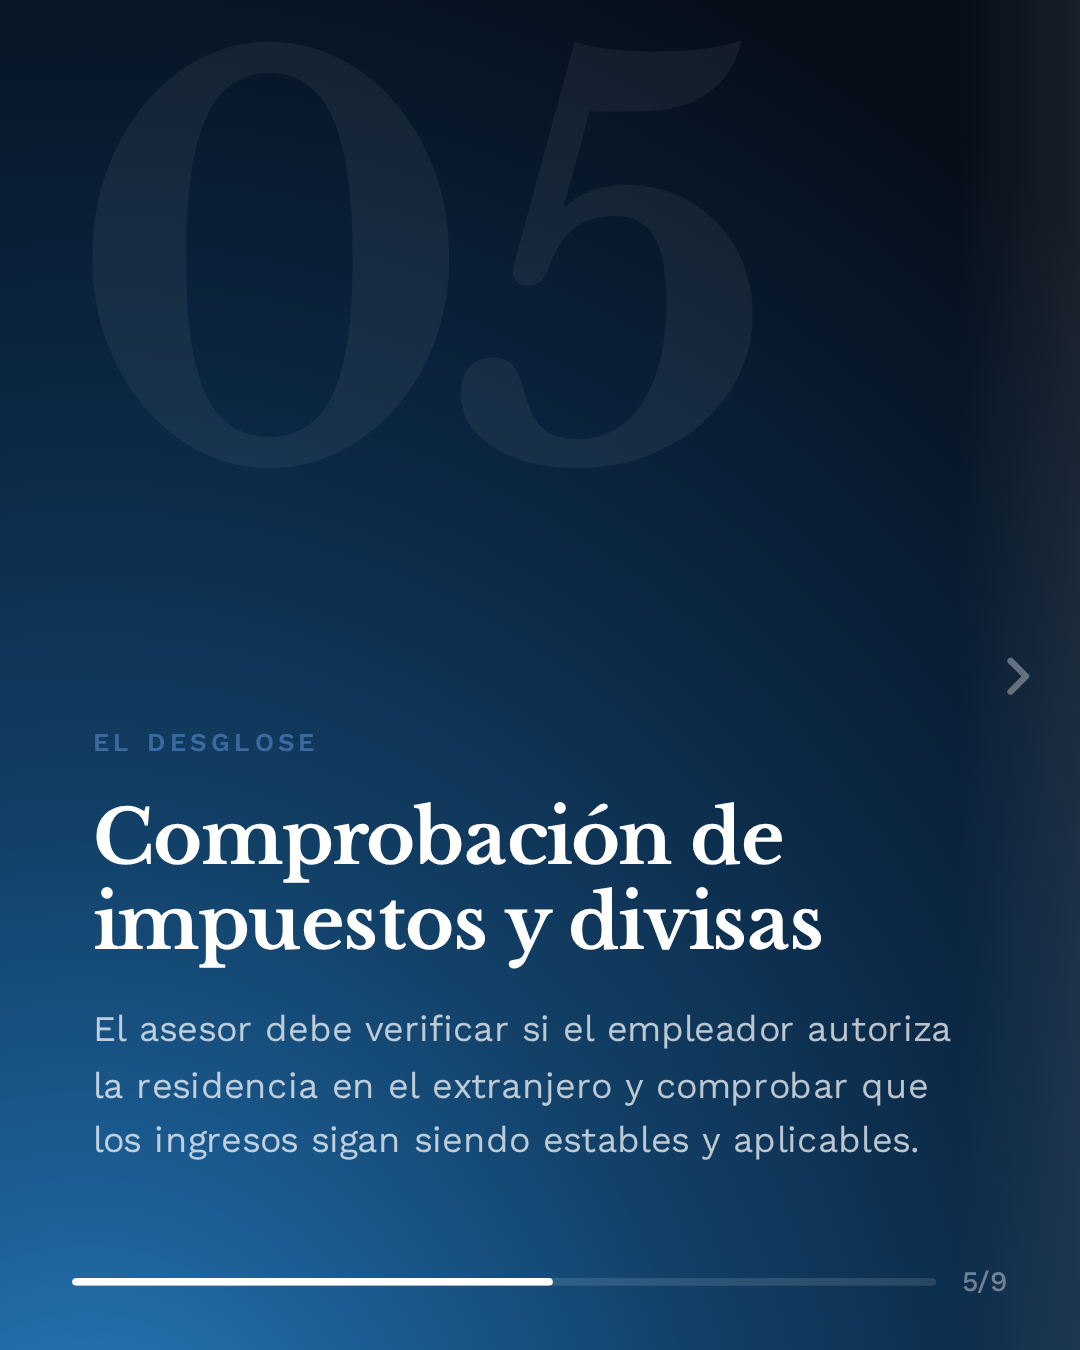 05
EL DESGLOSE
Comprobación de
impuestos y divisas
El asesor debe verificar si el empleador autoriza
la residencia en el extranjero y comprobar que
los ingresos sigan siendo estables y aplicables.
5/9